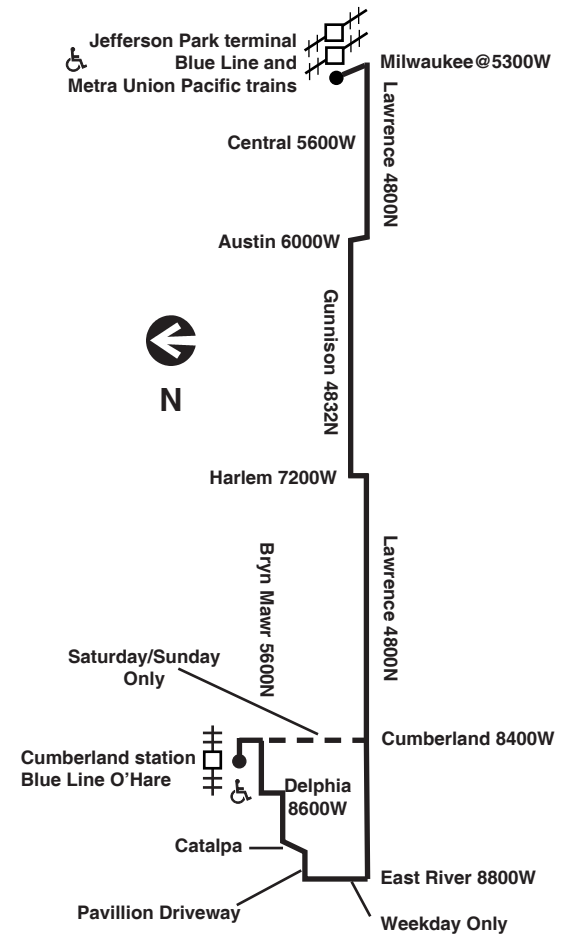 Jefferson Park terminal
Blue Line and
Metra Union Pacific trains
Milwaukee@5300W
Lawrence 4800N
Central 5600W
Austin 6000W
Gunnison 4832N
N
Harlem 7200W
Bryn Mawr 5600N
Lawrence 4800N
Saturday/Sunday
Only
Cumberland 8400W
Cumberland station
Blue Line O'Hare
Delphia
8600W
Catalpa
East River 8800W
Pavillion Driveway
Weekday Only